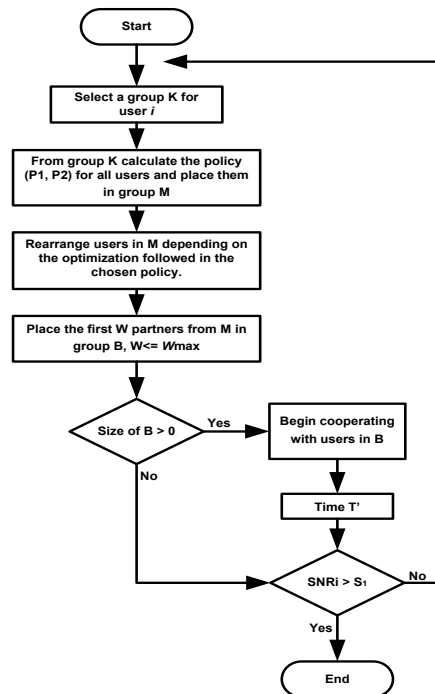 Start
Select a group K for
user i
From group K calculate the policy
(P1, P2) for all users and place them
in group M
Rearrange users in M depending on
the optimization followed in the
chosen policy.
Place the first W partners from M in
group B, W<= Wmax
Size of B > 0
Yes
Begin cooperating
with users in B
No
Time T'
SNRi > S1
No
Yes
End